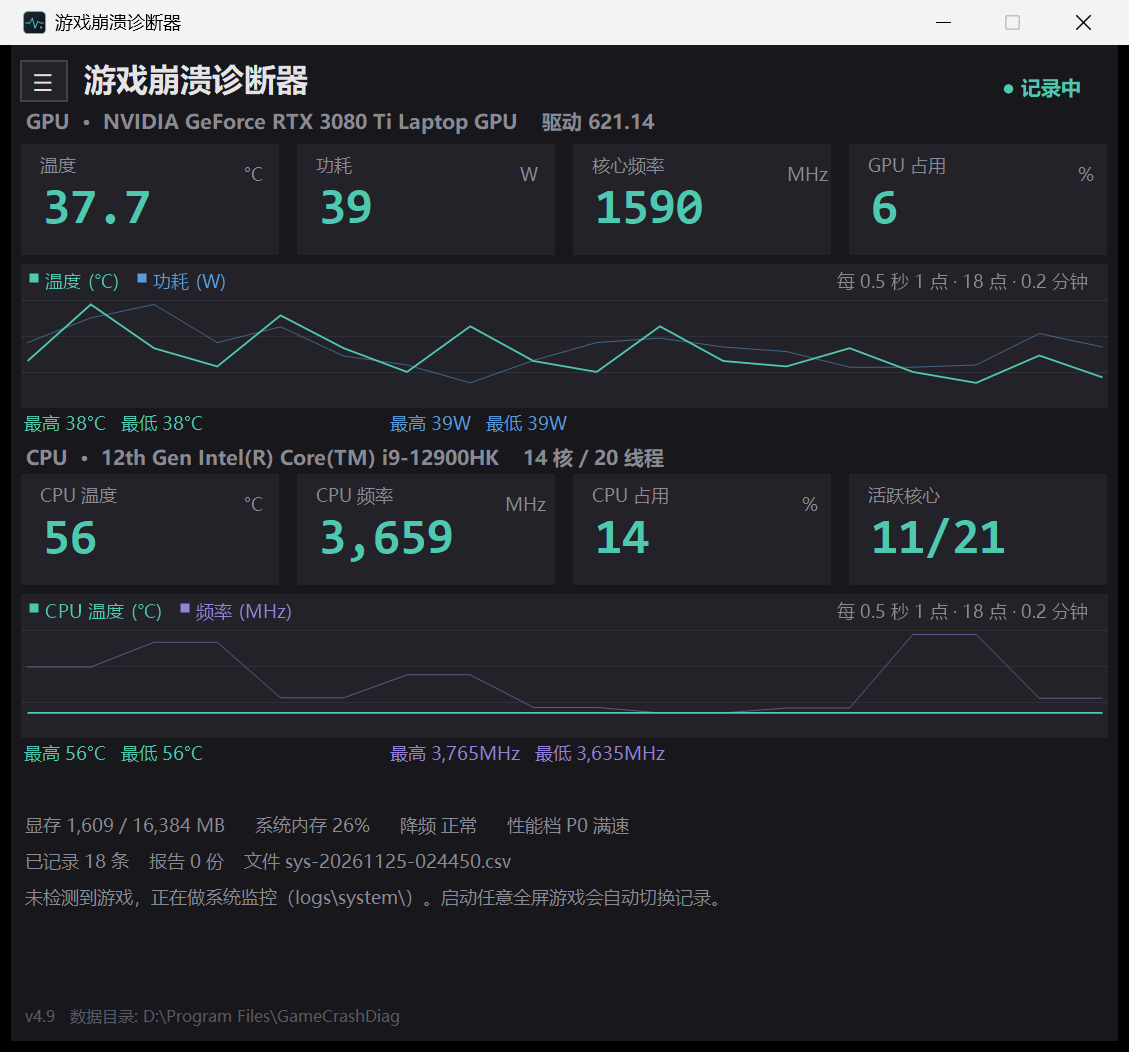 游戏崩溃诊断器
游戏崩溃诊断器
● 记录中
GPU • NVIDIA GeForce RTX 3080 Ti Laptop GPU 驱动 621.14
温度 °C
37.7
功耗 W
39
核心频率 MHz
1590
GPU 占用 %
6
温度 (°C) 功耗 (W) 每 0.5 秒 1 点 · 18 点 · 0.2 分钟
最高 38°C 最低 38°C 最高 39W 最低 39W
CPU • 12th Gen Intel(R) Core(TM) i9-12900HK 14 核 / 20 线程
CPU 温度 °C
56
CPU 频率 MHz
3,659
CPU 占用 %
14
活跃核心
11/21
CPU 温度 (°C) 频率 (MHz) 每 0.5 秒 1 点 · 18 点 · 0.2 分钟
最高 56°C 最低 56°C 最高 3,765MHz 最低 3,635MHz
显存 1,609 / 16,384 MB 系统内存 26% 降频 正常 性能档 P0 满速
已记录 18 条 报告 0 份 文件 sys-20261125-024450.csv
未检测到游戏，正在做系统监控（logs\system\）。启动任意全屏游戏会自动切换记录。
v4.9 数据目录: D:\Program Files\GameCrashDiag